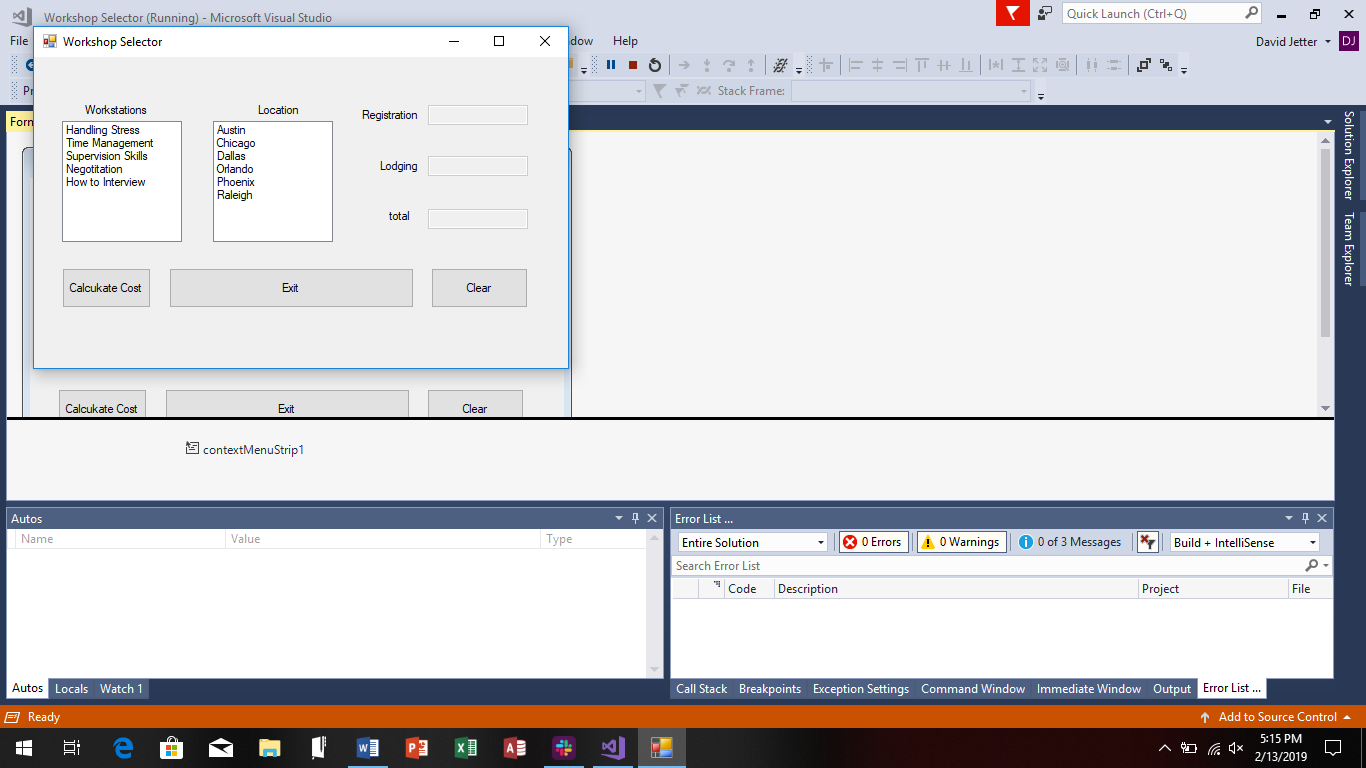 Workshop Selector (Running) - Microsoft Visual Studio
Quick Launch (Ctrl+Q)
File
Help
David Jetter
DJ
Workshop Selector
Stack Frame:
Workstations
Location
Registration
Handling Stress
Time Management
Supervision Skills
Negotitation
How to Interview
Austin
Chicago
Dallas
Orlando
Phoenix
Raleigh
Lodging
total
Calcukate Cost
Exit
Clear
Calcukate Cost
Exit
Clear
Solution Explorer
Team Explorer
contextMenuStrip1
Autos
Name
Value
Type
Autos
Locals
Watch 1
Error List ...
Entire Solution
0 Errors
0 Warnings
0 of 3 Messages
Build + IntelliSense
Search Error List
Code
Description
Project
File
Call Stack
Breakpoints
Exception Settings
Command Window
Immediate Window
Output
Error List ...
Ready
Add to Source Control
5:15 PM
2/13/2019